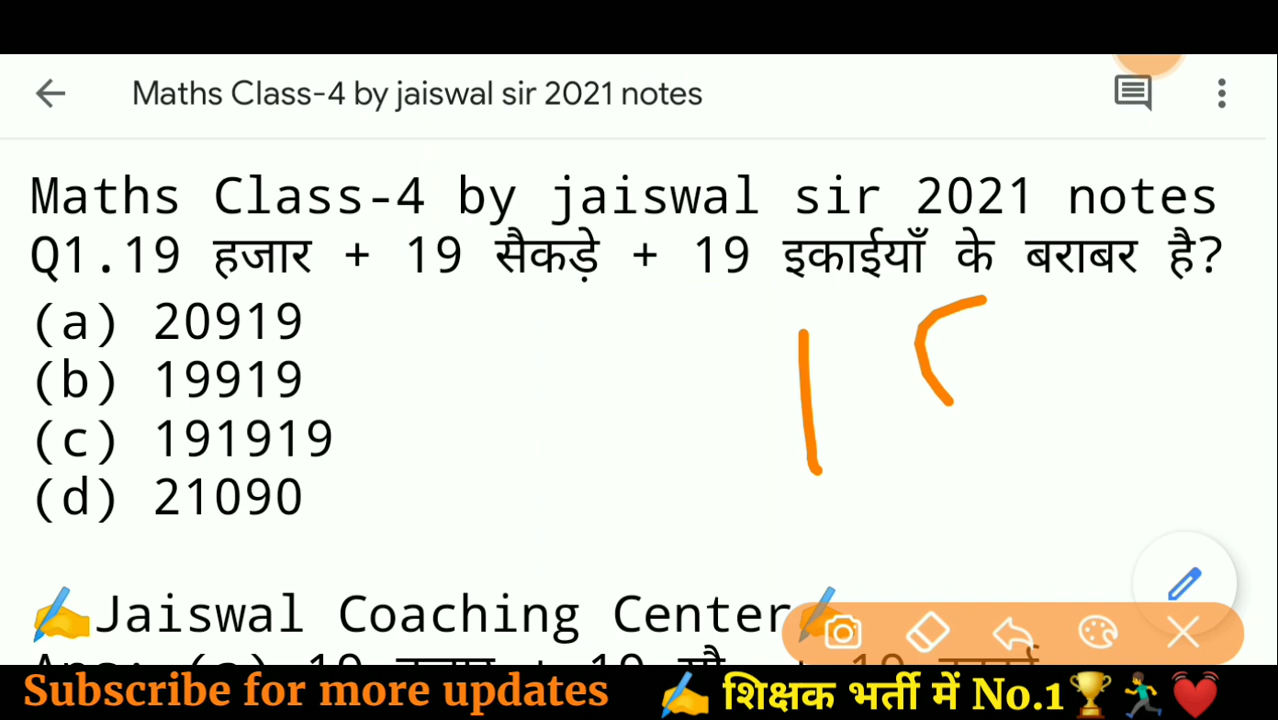 Maths Class-4 by jaiswal sir 2021 notes
Maths Class-4 by jaiswal sir 2021 notes
Q1.19 हजार + 19 सैकड़े + 19 इकाईयाँ के बराबर है?
(a) 20919
(b) 19919
(c) 191919
(d) 21090
✍Jaiswal Coaching Center✍
Subscribe for more updates ✍ शिक्षक भर्ती में No.1🏆🏃‍♂️💓